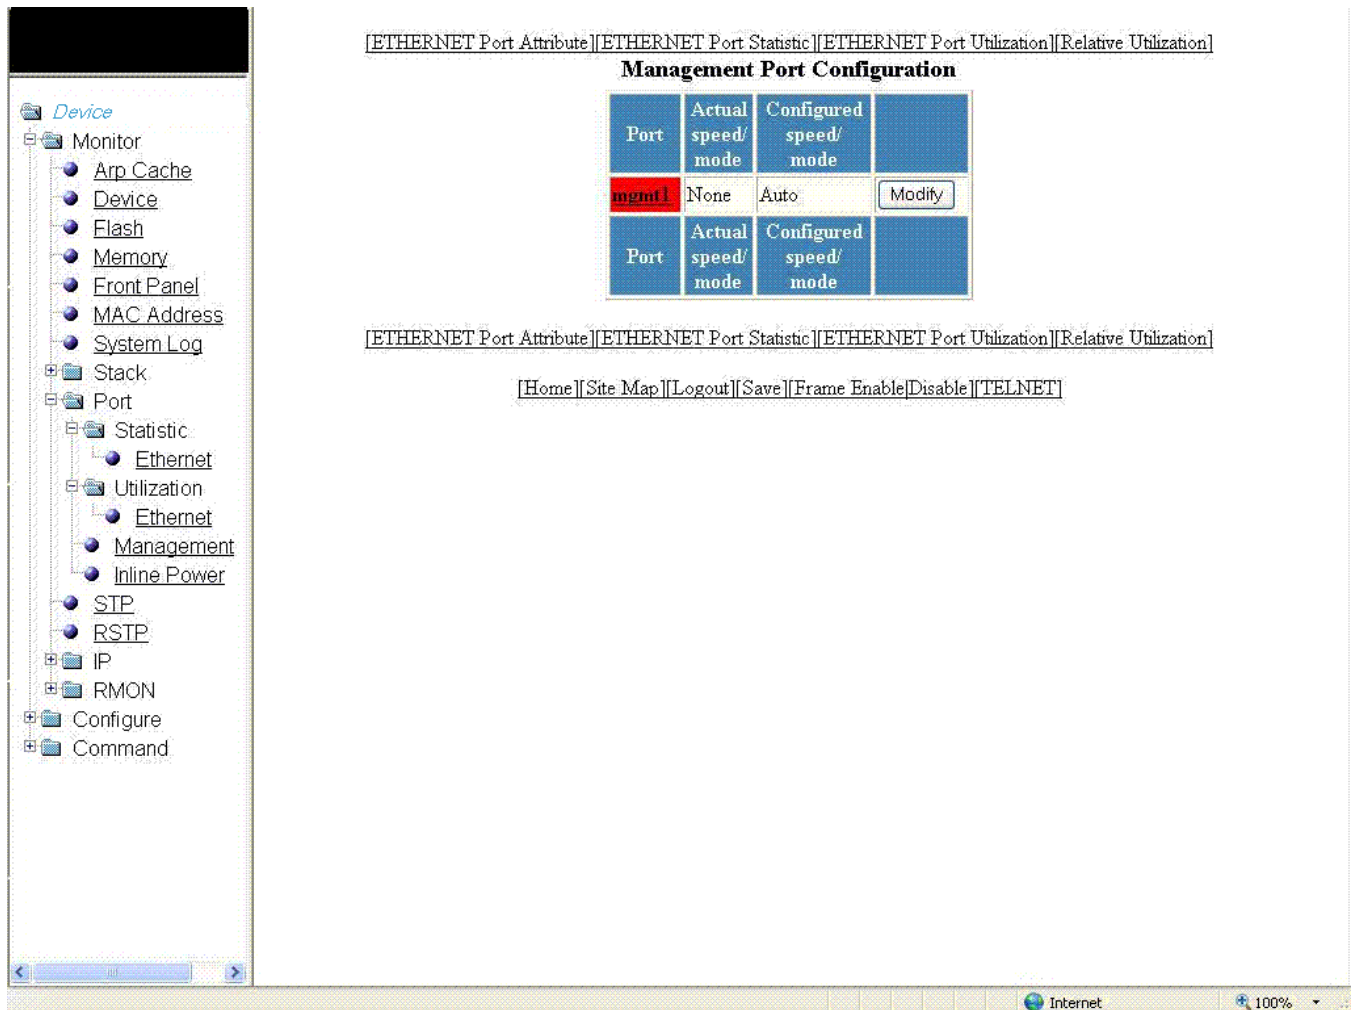 Device
Monitor
Arp Cache
Device
Flash
Memory
Front Panel
MAC Address
System Log
Stack
Port
Statistic
Ethernet
Utilization
Ethernet
Management
Inline Power
STP
RSTP
IP
RMON
Configure
Command
[ETHERNET Port Attribute][ETHERNET Port Statistic][ETHERNET Port Utilization][Relative Utilization]
Management Port Configuration
Port Actual speed/ mode Configured speed/ mode
mgmt1 None Auto Modify
Port Actual speed/ mode Configured speed/ mode
[ETHERNET Port Attribute][ETHERNET Port Statistic][ETHERNET Port Utilization][Relative Utilization]
[Home][Site Map][Logout][Save][Frame Enable|Disable][TELNET]
Internet 100%